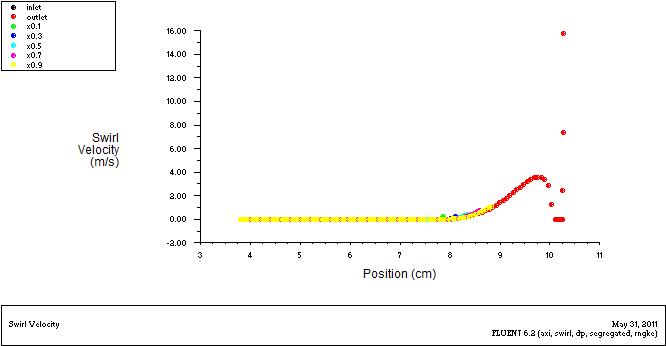 inlet
outlet
x0.1
x0.3
x0.5
x0.7
x0.9
16.00
14.00
12.00
10.00
8.00
6.00
4.00
2.00
0.00
-2.00
Swirl
Velocity
(m/s)
3 4 5 6 7 8 9 10 11
Position (cm)
Swirl Velocity
May 31, 2011
FLUENT 6.2 (axi, swirl, dp, segregated, rngke)